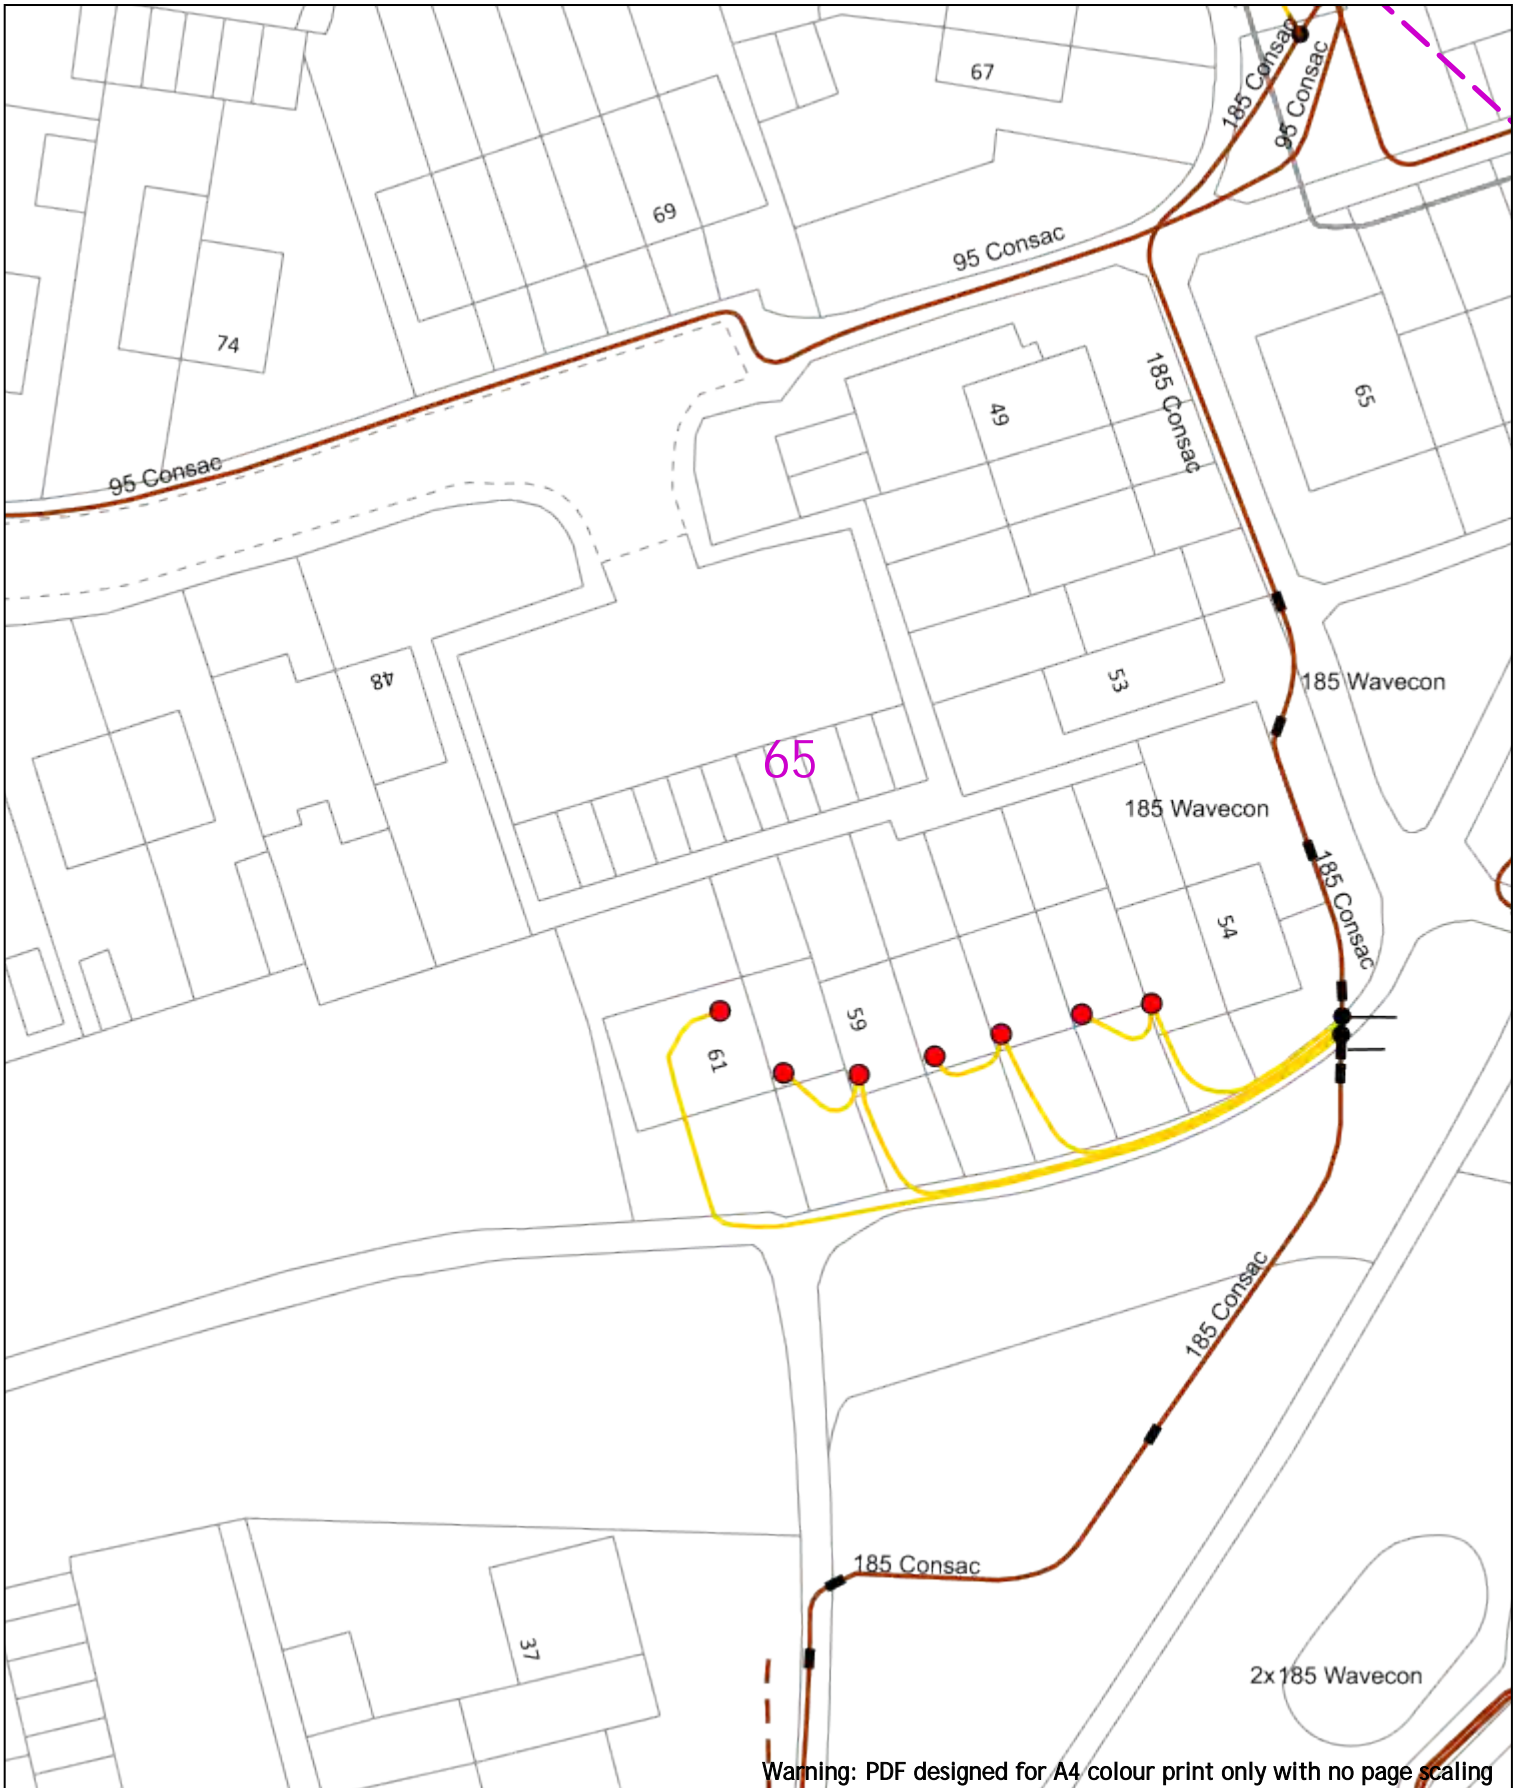 185 Consac
95 Consac
67
69
95 Consac
74
185 Consac
65
49
95 Consac
48
53
185 Wavecon
65
185 Wavecon
185 Consac
54
59
61
185 Consac
185 Consac
37
2x185 Wavecon
Warning: PDF designed for A4 colour print only with no page scaling